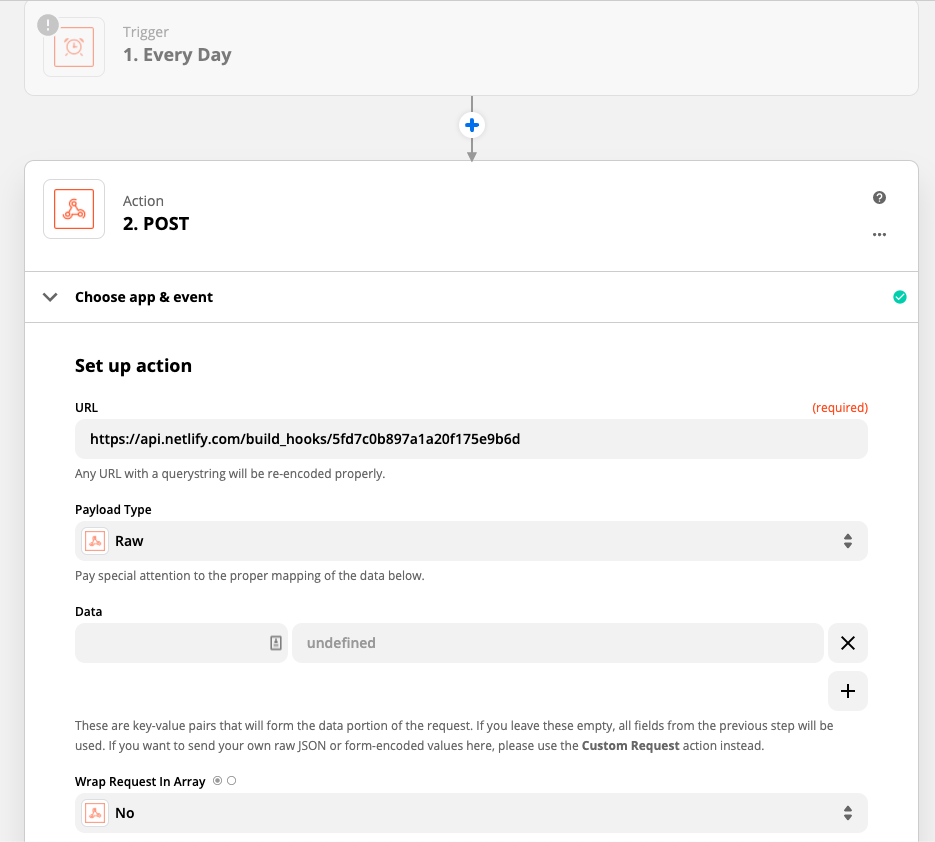 !
Trigger
1. Every Day
Action
2. POST
?
Choose app & event
Set up action
URL
(required)
https://api.netlify.com/build_hooks/5fd7c0b897a1a20f175e9b6d
Any URL with a querystring will be re-encoded properly.
Payload Type
Raw
Pay special attention to the proper mapping of the data below.
Data
undefined
These are key-value pairs that will form the data portion of the request. If you leave these empty, all fields from the previous step will be
used. If you want to send your own raw JSON or form-encoded values here, please use the Custom Request action instead.
Wrap Request In Array
No